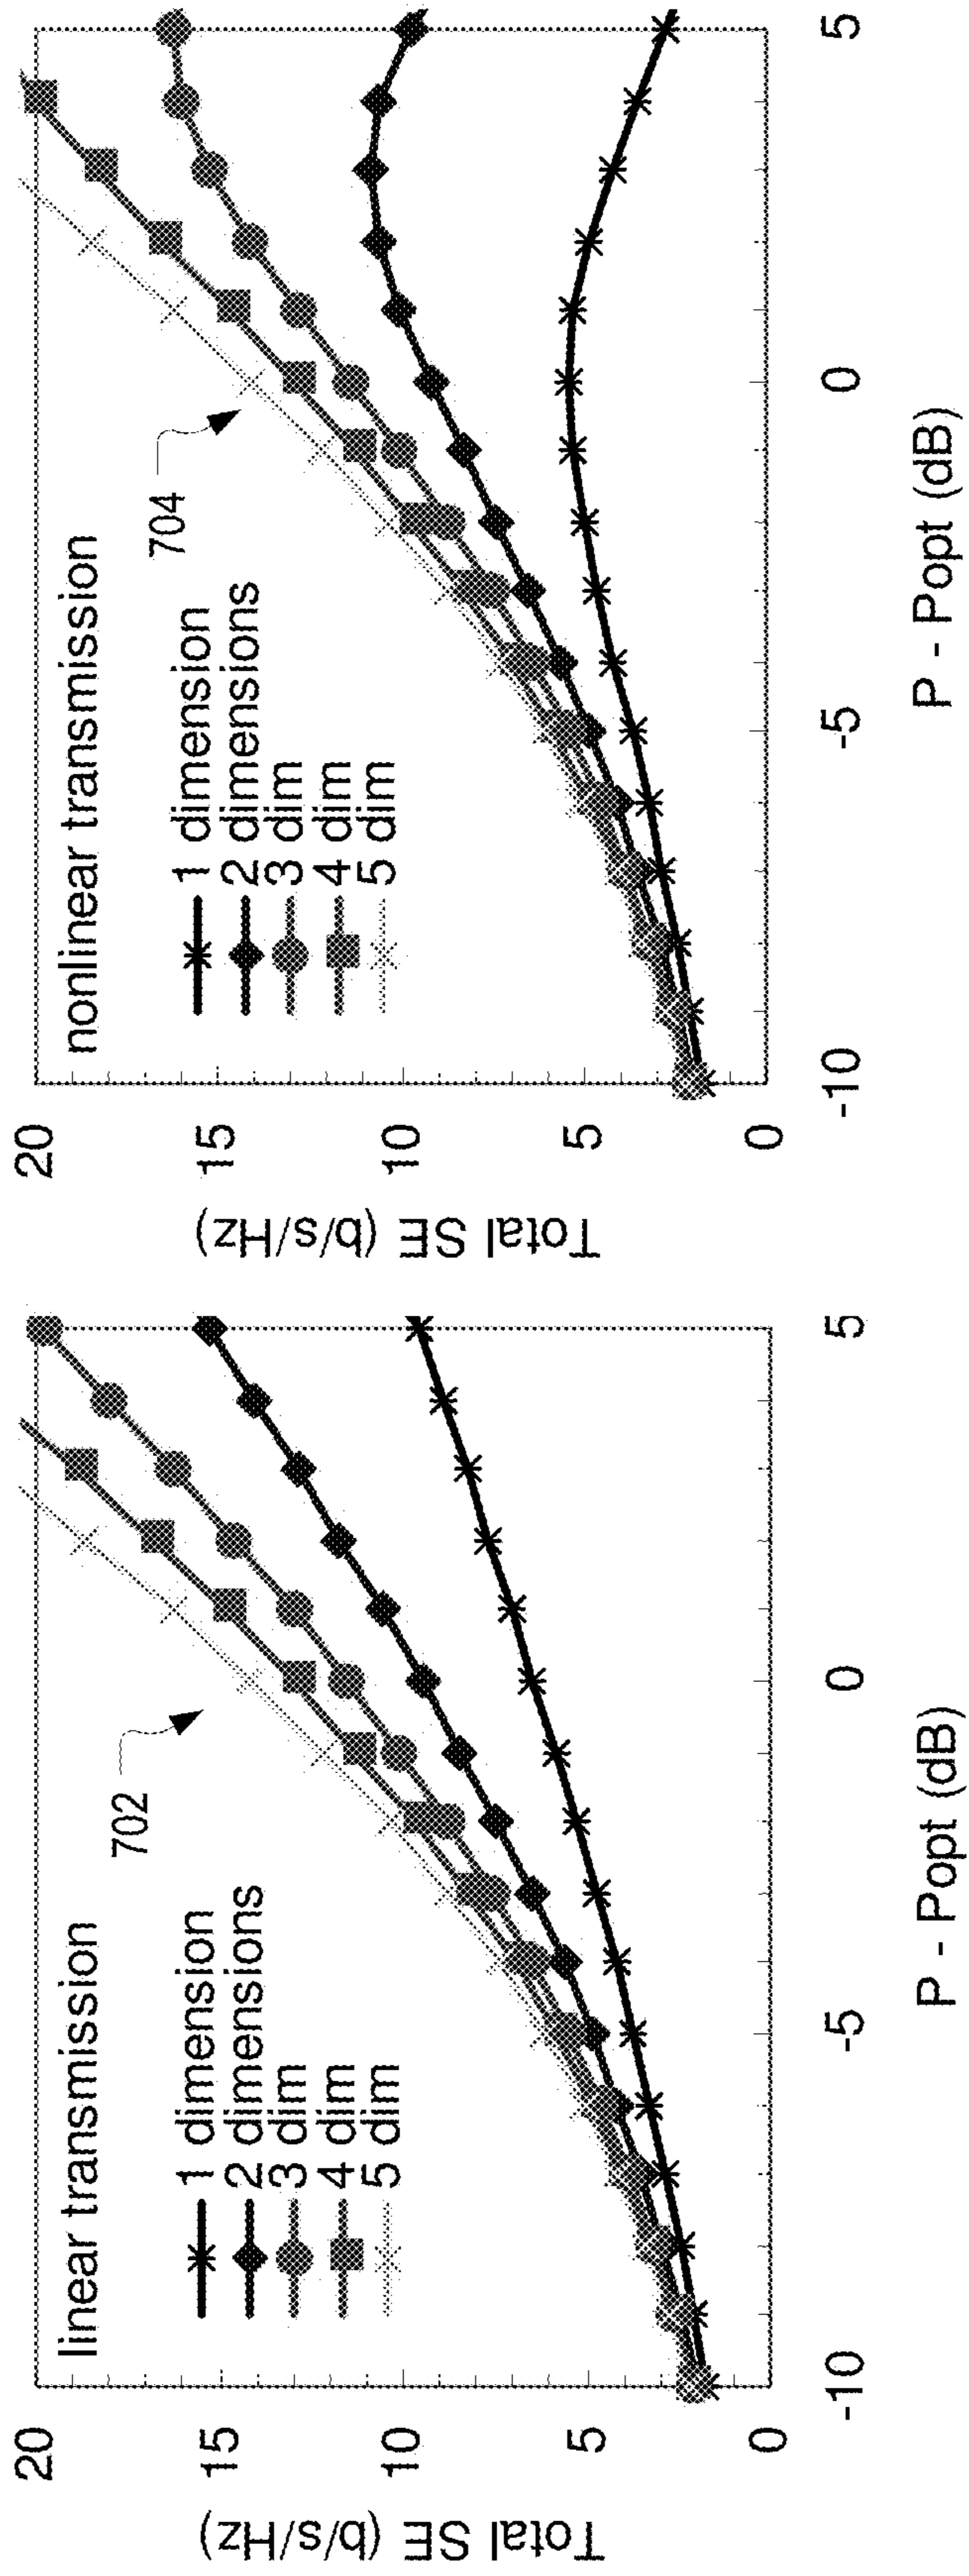 linear transmission
702
1 dimension
2 dimensions
3 dim
4 dim
5 dim
Total SE (b/s/Hz)
20
15
10
5
0
-10
-5
0
5
P - Popt (dB)
nonlinear transmission
704
1 dimension
2 dimensions
3 dim
4 dim
5 dim
Total SE (b/s/Hz)
20
15
10
5
0
-10
-5
0
5
P - Popt (dB)